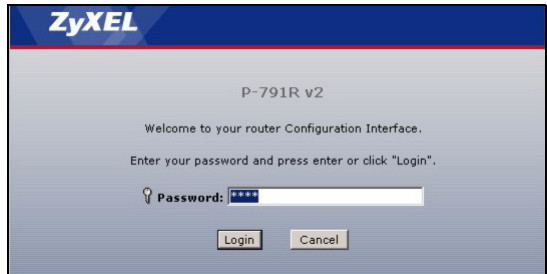 ZyXEL
P-791R v2
Welcome to your router Configuration Interface.
Enter your password and press enter or click "Login".
Password: ****
Login Cancel